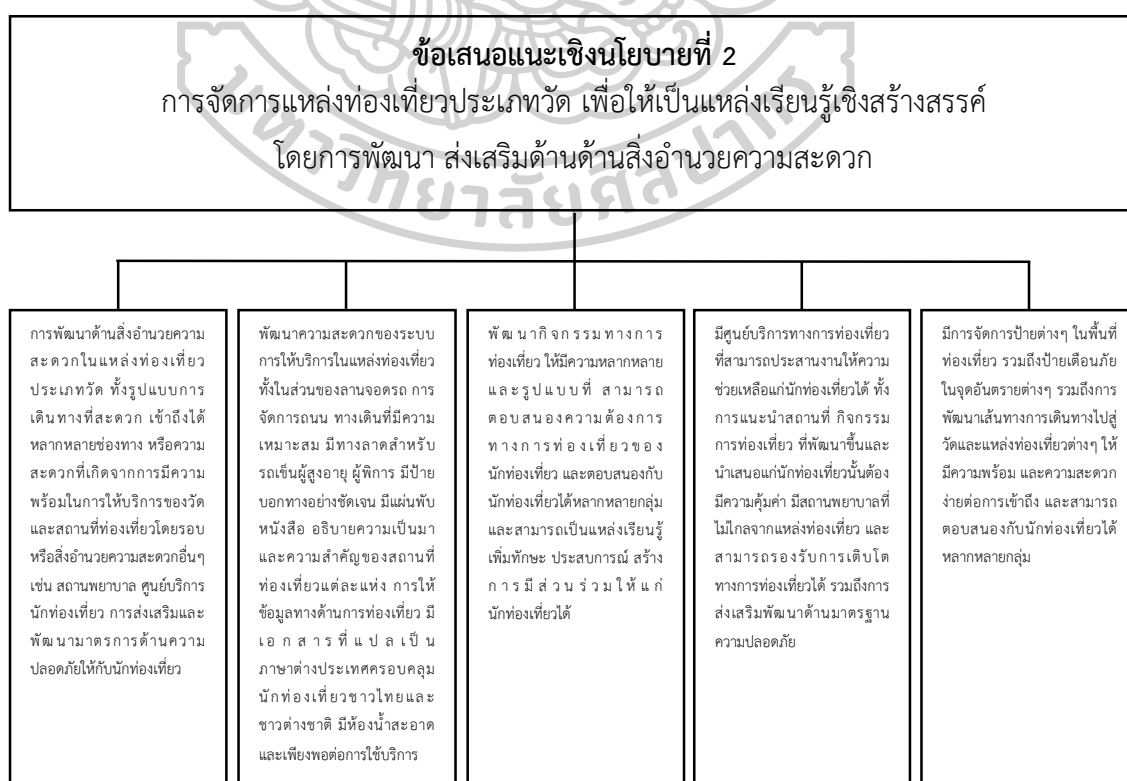 ข้อเสนอแนะเชิงนโยบายที่ 2
การจัดการแหล่งท่องเที่ยวประเภทวัด เพื่อให้เป็นแหล่งเรียนรู้เชิงสร้างสรรค์
โดยการพัฒนา ส่งเสริมด้านด้านสิ่งอำนวยความสะดวก
การพัฒนาด้านสิ่งอำนวยความ
สะดวกในแหล่งท่องเที่ยว
ประเภทวัด ทั้งรูปแบบการ
เดินทางที่สะดวก เข้าถึงได้
หลากหลายช่องทาง หรือความ
สะดวกที่เกิดจากการมีความ
พร้อมในการให้บริการของวัด
และสถานที่ท่องเที่ยวโดยรอบ
หรือสิ่งอำนวยความสะดวกอื่นๆ
เช่น สถานพยาบาล ศูนย์บริการ
นักท่องเที่ยว การส่งเสริมและ
พัฒนามาตรการด้านความ
ปลอดภัยให้กับนักท่องเที่ยว
พัฒนาความสะดวกของระบบ
การให้บริการในแหล่งท่องเที่ยว
ทั้งในส่วนของลานจอดรถ การ
จัดการถนน ทางเดินที่มีความ
เหมาะสม มีทางลาดสำหรับ
รถเข็นผู้สูงอายุ ผู้พิการ มีป้าย
บอกทางอย่างชัดเจน มีแผ่นพับ
หนังสือ อธิบายความเป็นมา
และความสำคัญของสถานที่
ท่องเที่ยวแต่ละแห่ง การให้
ข้อมูลทางด้านการท่องเที่ยว มี
เอกสารที่แปลเป็น
ภาษาต่างประเทศครอบคลุม
นักท่องเที่ยวชาวไทยและ
ชาวต่างชาติ มีห้องน้ำสะอาด
และเพียงพอต่อการใช้บริการ
พัฒนากิจกรรมทางการ
ท่องเที่ยว ให้มีความหลากหลาย
และรูปแบบที่ สามารถ
ตอบสนองความต้องการ
ทางการท่องเที่ยวของ
นักท่องเที่ยว และตอบสนองกับ
นักท่องเที่ยวได้หลากหลายกลุ่ม
และสามารถเป็นแหล่งเรียนรู้
เพิ่มทักษะ ประสบการณ์ สร้าง
การมีส่วนร่วมให้แก่
นักท่องเที่ยวได้
มีศูนย์บริการทางการท่องเที่ยว
ที่สามารถประสานงานให้ความ
ช่วยเหลือแก่นักท่องเที่ยวได้ ทั้ง
การแนะนำสถานที่ กิจกรรม
การท่องเที่ยว ที่พัฒนาขึ้นและ
นำเสนอแก่นักท่องเที่ยวนั้นต้อง
มีความคุ้มค่า มีสถานพยาบาลที่
ไม่ไกลจากแหล่งท่องเที่ยว และ
สามารถรองรับการเติบโต
ทางการท่องเที่ยวได้ รวมถึงการ
ส่งเสริมพัฒนาด้านมาตรฐาน
ความปลอดภัย
มีการจัดการป้ายต่างๆ ในพื้นที่
ท่องเที่ยว รวมถึงป้ายเตือนภัย
ในจุดอันตรายต่างๆ รวมถึงการ
พัฒนาเส้นทางการเดินทางไปสู่
วัดและแหล่งท่องเที่ยวต่างๆ ให้
มีความพร้อม และความสะดวก
ง่ายต่อการเข้าถึง และสามารถ
ตอบสนองกับนักท่องเที่ยวได้
หลากหลายกลุ่ม